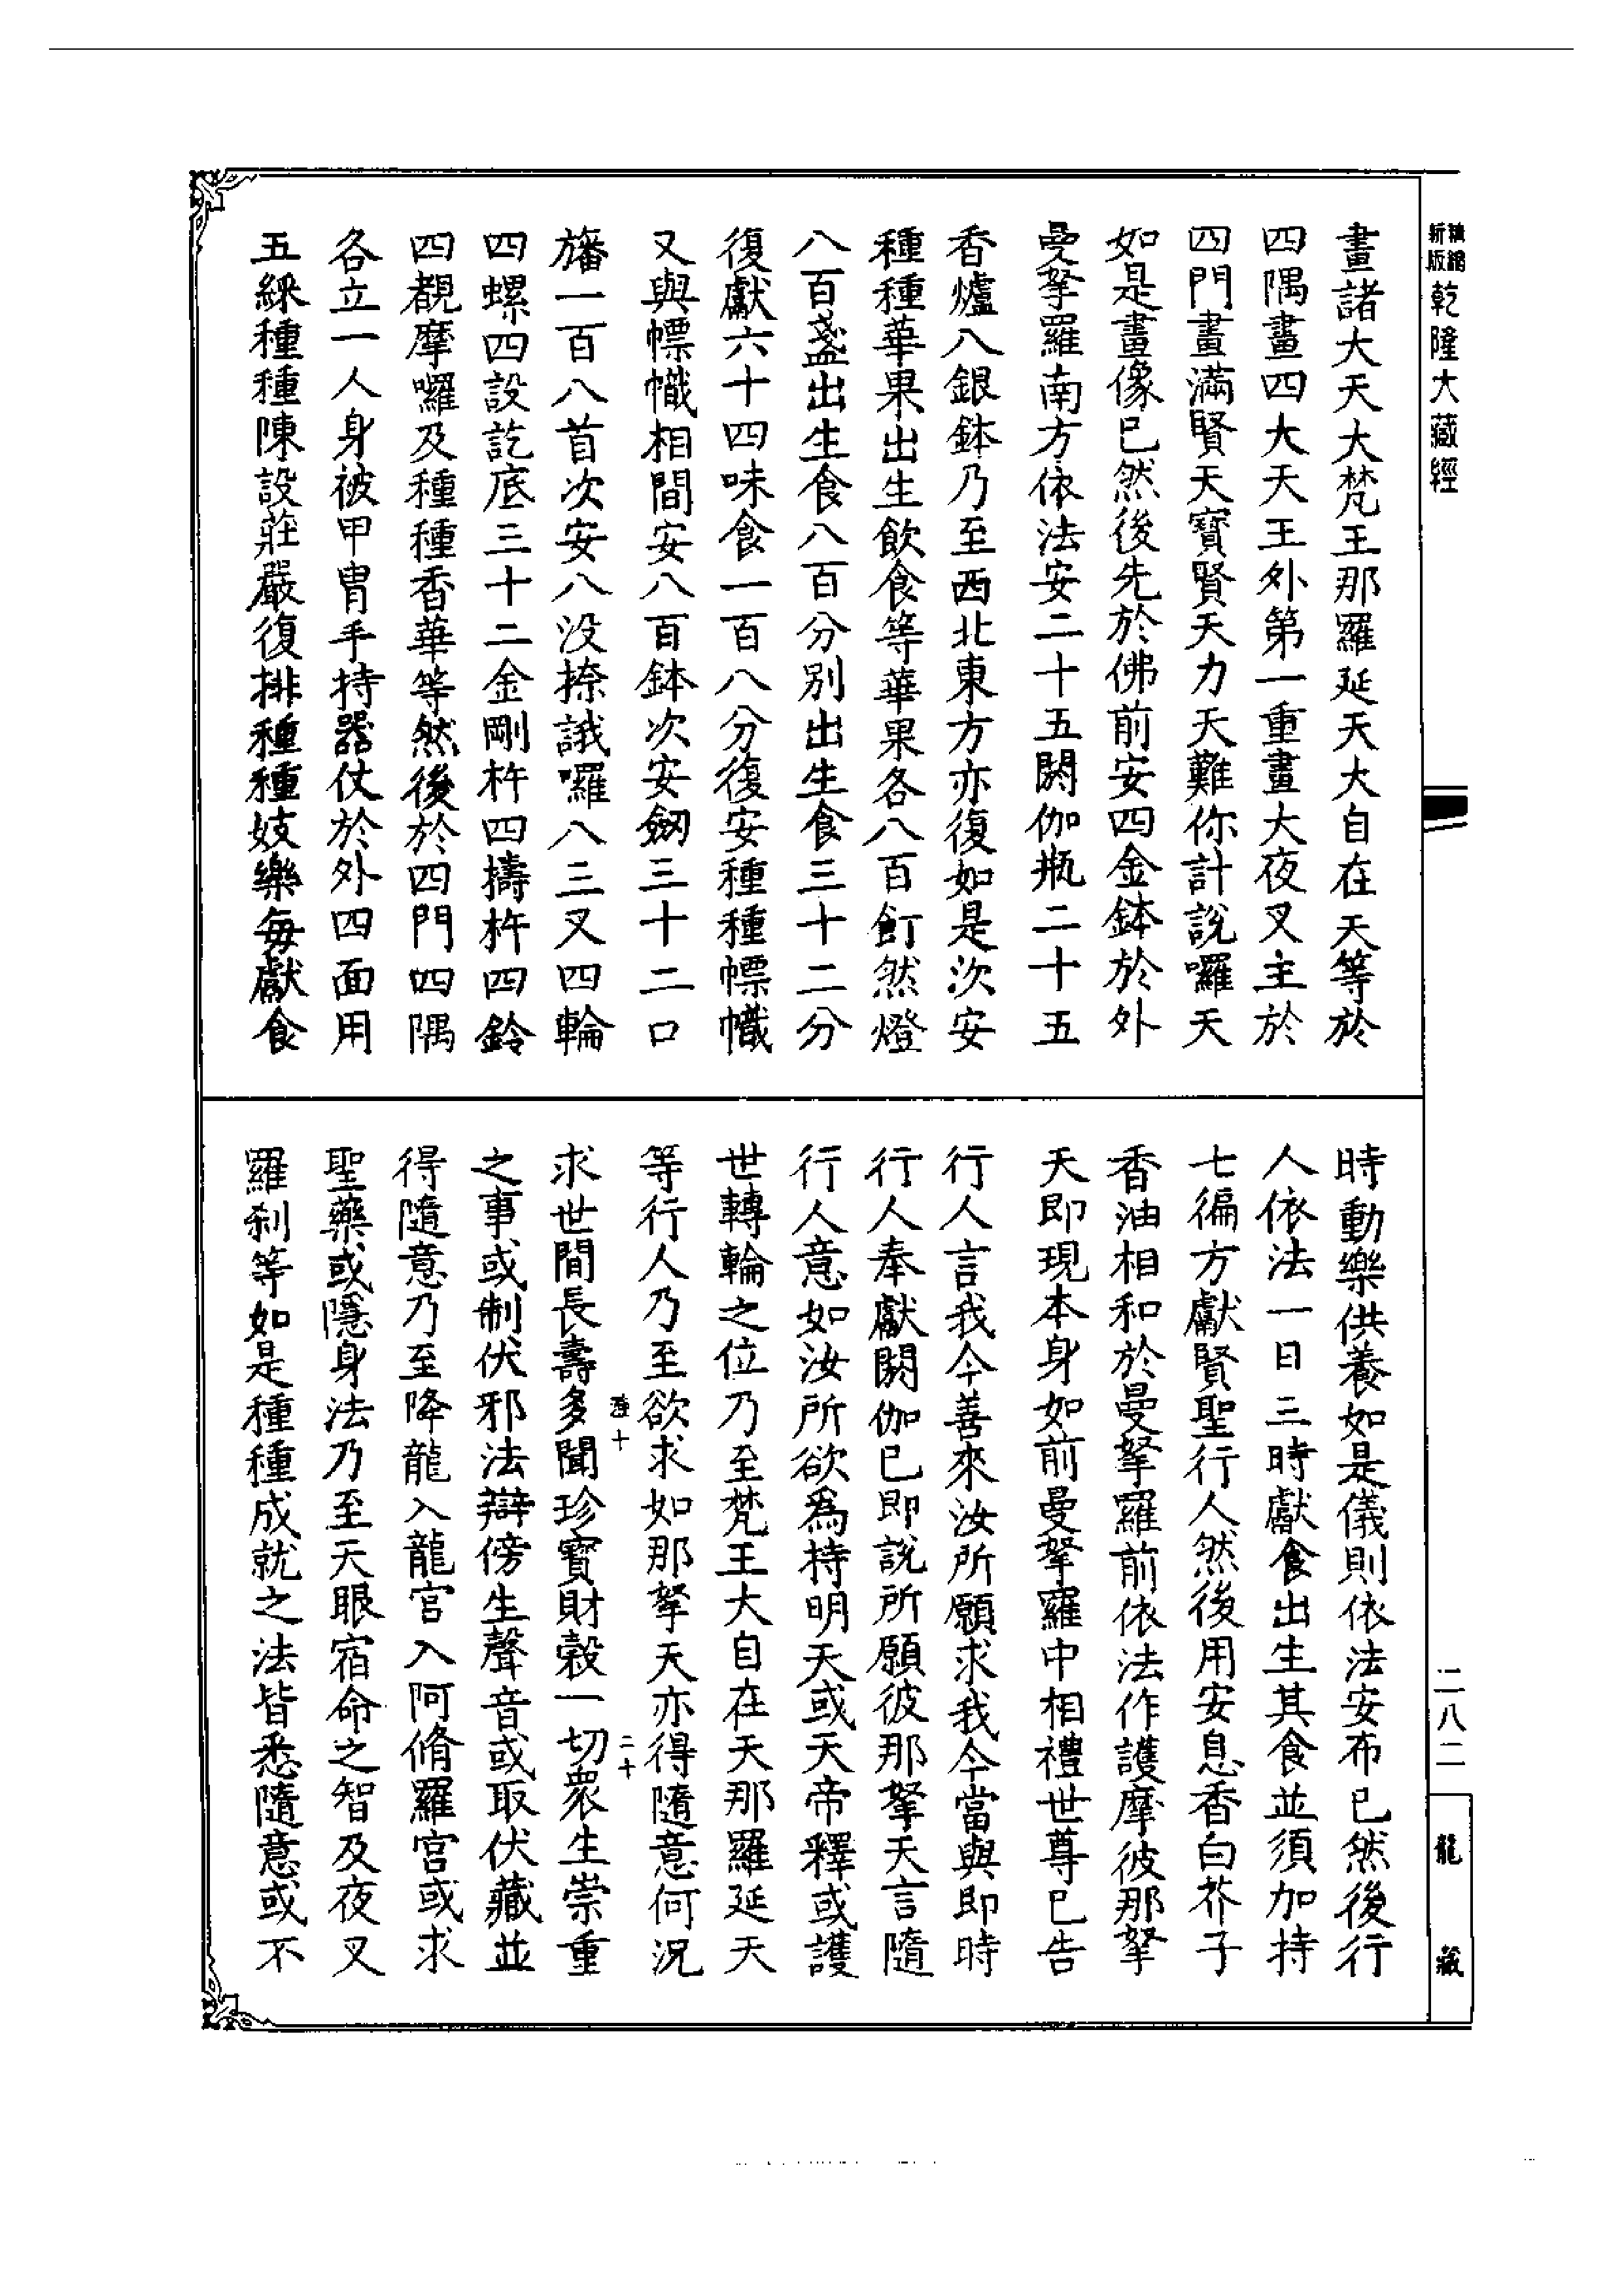 新版
精縮
乾隆大藏經
二八二
龍藏
畫諸大天大梵王那羅延天大自在天等於
四隅畫四大天王外第一重畫大夜叉主於
四門畫滿賢天寶賢天力天難你計說囉天
如是畫像已然後先於佛前安四金鉢於外
曼拏羅南方依法安二十五閼伽瓶二十五
香爐八銀鉢乃至西北東方亦復如是次安
種種華果出生飲食等華果各八百飣然燈
八百盞出生食八百分別出生食三十二分
復獻六十四味食一百八分復安種種幖幟
又與幖幟相間安八百鉢次安劒三十二口
旛一百八首次安八没捺誐囉八三叉四輪
四螺四設訖底三十二金剛杵四擣杵四鈴
四覩摩囉及種種香華等然後於四門四隅
各立一人身被甲冑手持器仗於外四面用
五綵種種陳設莊嚴復排種種妓樂每獻食
時動樂供養如是儀則依法安布已然後行
人依法一日三時獻食出生其食並須加持
七徧方獻賢聖行人然後用安息香白芥子
香油相和於曼拏羅前依法作護摩彼那拏
天即現本身如前曼拏羅中相禮世尊已告
行人言我今善來汝所願求我今當與即時
行人奉獻閼伽已即說所願彼那拏天言隨
行人意如汝所欲為持明天或天帝釋或護
世轉輪之位乃至梵王大自在天那羅延天
等行人乃至欲求如那拏天亦得隨意何況
十
二十
求世間長壽多聞珍寶財穀一切衆生崇重
之事或制伏邪法辯傍生聲音或取伏藏並
得隨意乃至降龍入龍宮入阿脩羅宮或求
聖藥或隱身法乃至天眼宿命之智及夜叉
羅刹等如是種種成就之法皆悉隨意或不